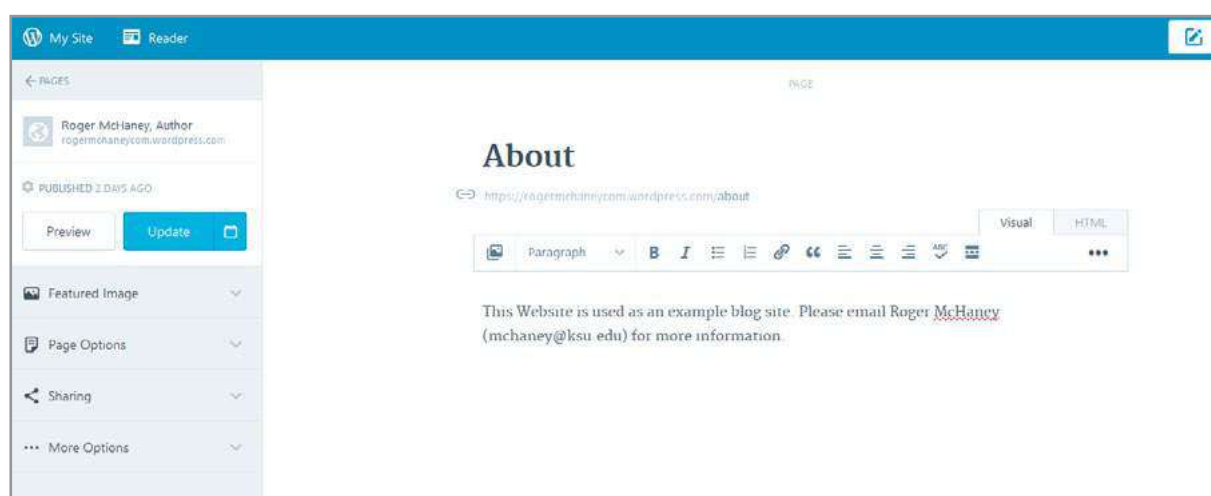 My Site Reader
PAGES
Roger McHaney, Author
rogermchaneycom.wordpress.com
PUBLISHED 2 DAYS AGO
Preview Update
Featured Image
Page Options
Sharing
More Options
PAGE
About
https://rogermchaneycom.wordpress.com/about
Visual HTML
Paragraph B I ABC
This Website is used as an example blog site. Please email Roger McHaney
(mchaney@ksu.edu) for more information.